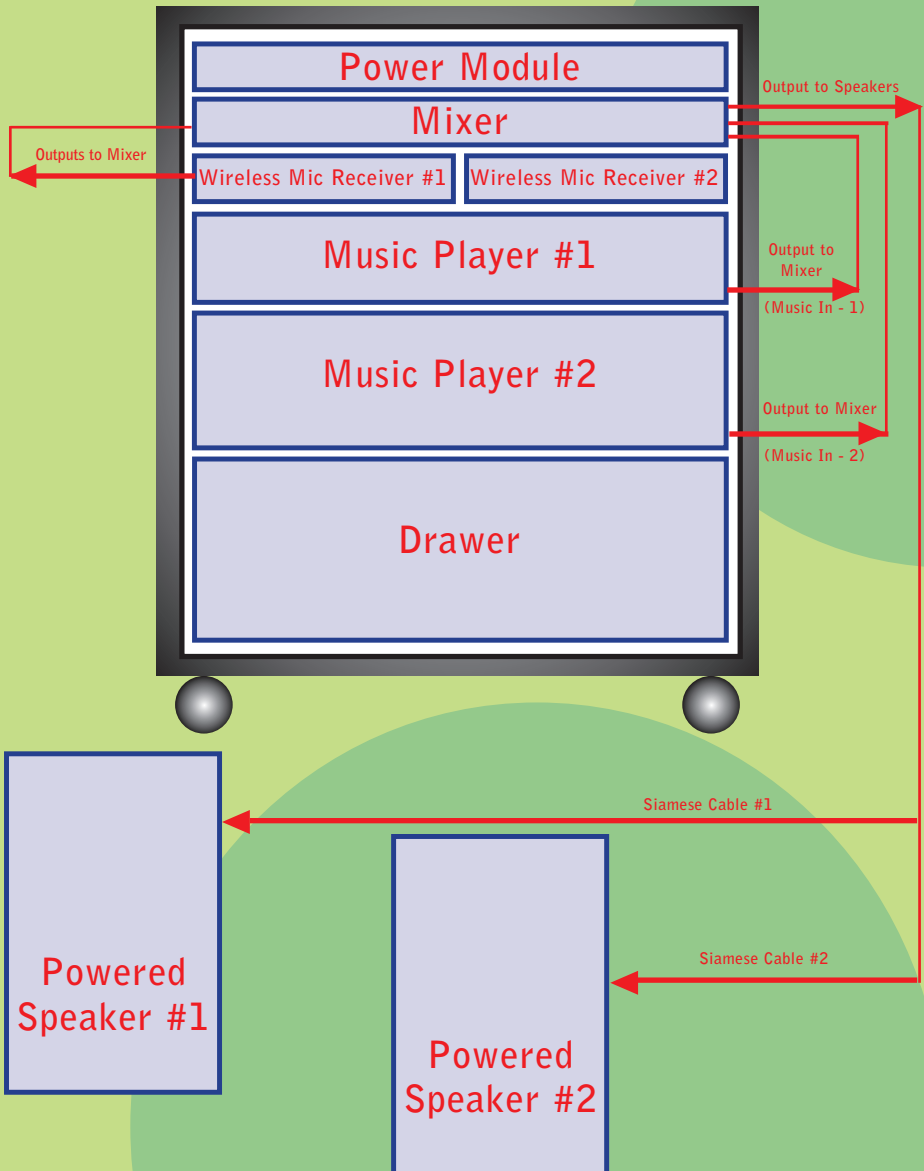 Power Module
Output to Speakers
Mixer
Outputs to Mixer
Wireless Mic Receiver #1
Wireless Mic Receiver #2
Music Player #1
Output to
Mixer
(Music In - 1)
Music Player #2
Output to Mixer
(Music In - 2)
Drawer
Siamese Cable #1
Siamese Cable #2
Powered
Speaker #1
Powered
Speaker #2